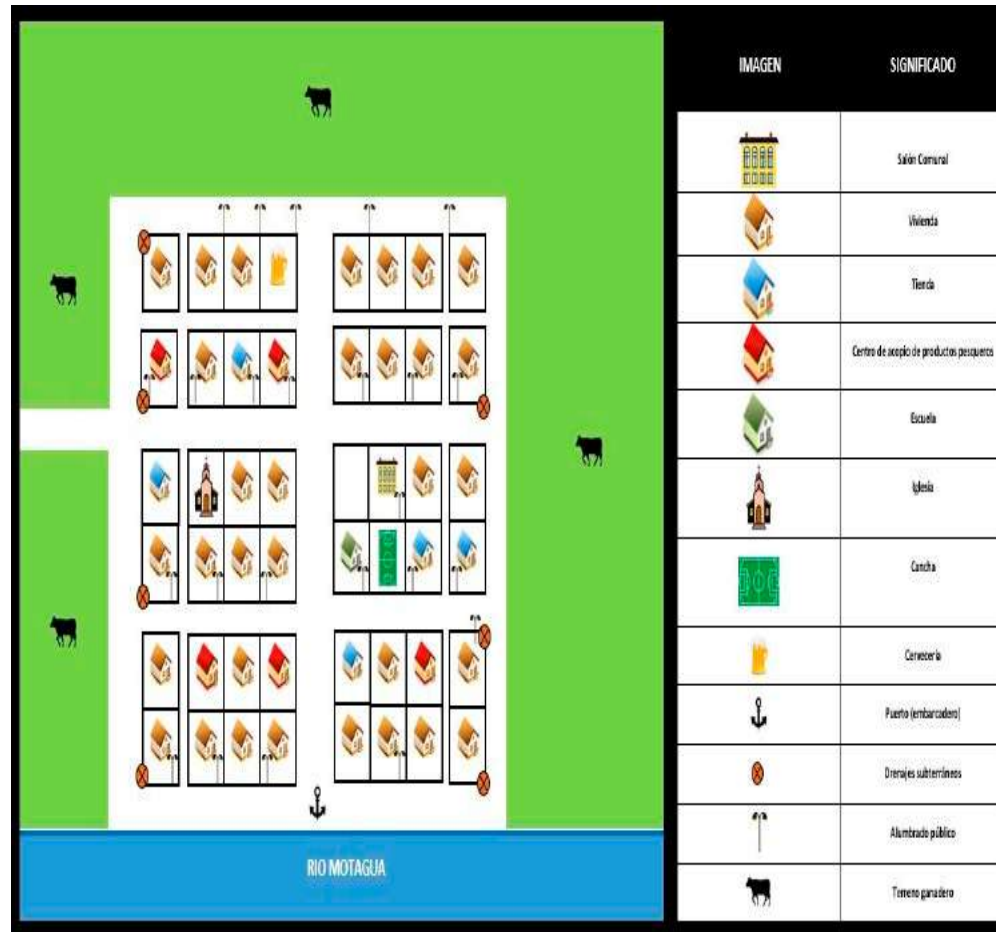 IMAGEN SIGNIFICADO
Salón Comunal
Vivienda
Tienda
Centro de acopio de productos pesqueros
Escuela
Iglesia
Cancha
Cervecería
Puerto (embarcadero)
Drenajes subterráneos
Alumbrado público
Terreno ganadero
RIO MOTAGUA